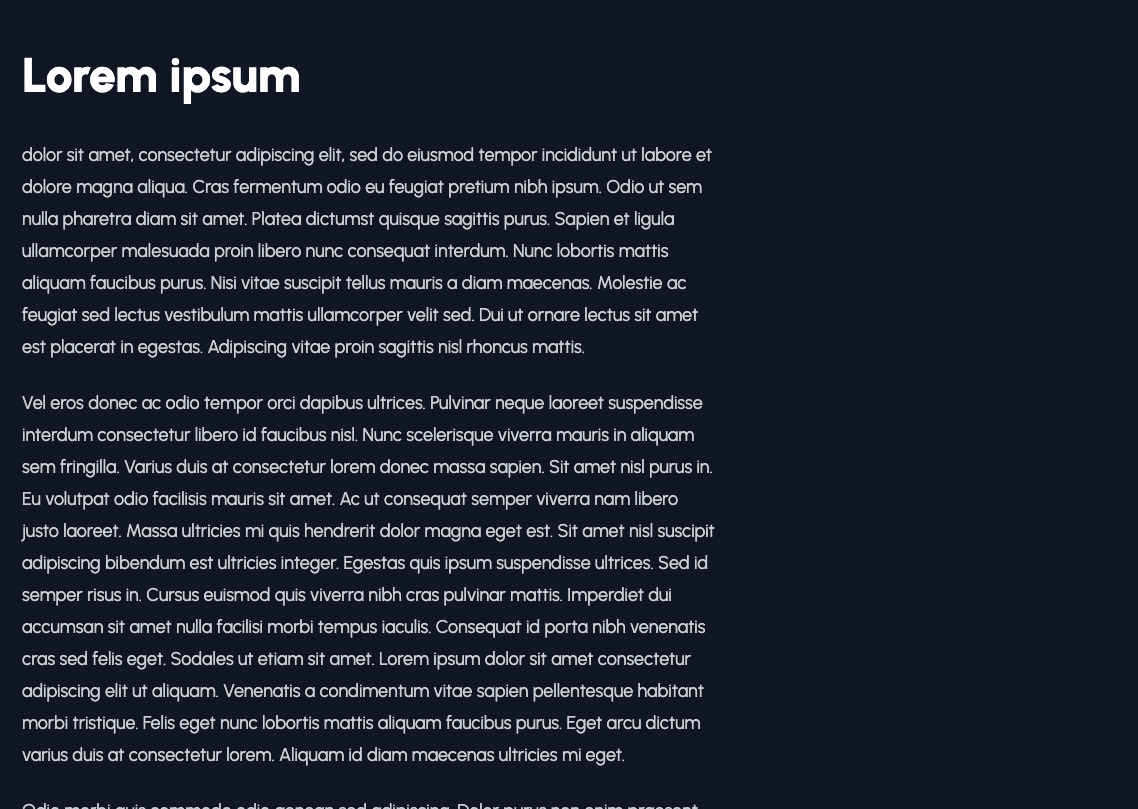 Lorem ipsum
dolor sit amet, consectetur adipiscing elit, sed do eiusmod tempor incididunt ut labore et
dolore magna aliqua. Cras fermentum odio eu feugiat pretium nibh ipsum. Odio ut sem
nulla pharetra diam sit amet. Platea dictumst quisque sagittis purus. Sapien et ligula
ullamcorper malesuada proin libero nunc consequat interdum. Nunc lobortis mattis
aliquam faucibus purus. Nisi vitae suscipit tellus mauris a diam maecenas. Molestie ac
feugiat sed lectus vestibulum mattis ullamcorper velit sed. Dui ut ornare lectus sit amet
est placerat in egestas. Adipiscing vitae proin sagittis nisl rhoncus mattis.
Vel eros donec ac odio tempor orci dapibus ultrices. Pulvinar neque laoreet suspendisse
interdum consectetur libero id faucibus nisl. Nunc scelerisque viverra mauris in aliquam
sem fringilla. Varius duis at consectetur lorem donec massa sapien. Sit amet nisl purus in.
Eu volutpat odio facilisis mauris sit amet. Ac ut consequat semper viverra nam libero
justo laoreet. Massa ultricies mi quis hendrerit dolor magna eget est. Sit amet nisl suscipit
adipiscing bibendum est ultricies integer. Egestas quis ipsum suspendisse ultrices. Sed id
semper risus in. Cursus euismod quis viverra nibh cras pulvinar mattis. Imperdiet dui
accumsan sit amet nulla facilisi morbi tempus iaculis. Consequat id porta nibh venenatis
cras sed felis eget. Sodales ut etiam sit amet. Lorem ipsum dolor sit amet consectetur
adipiscing elit ut aliquam. Venenatis a condimentum vitae sapien pellentesque habitant
morbi tristique. Felis eget nunc lobortis mattis aliquam faucibus purus. Eget arcu dictum
varius duis at consectetur lorem. Aliquam id diam maecenas ultricies mi eget.
Odio morbi quis commodo odio aenean sed adipiscing. Dolor purus non enim praesent